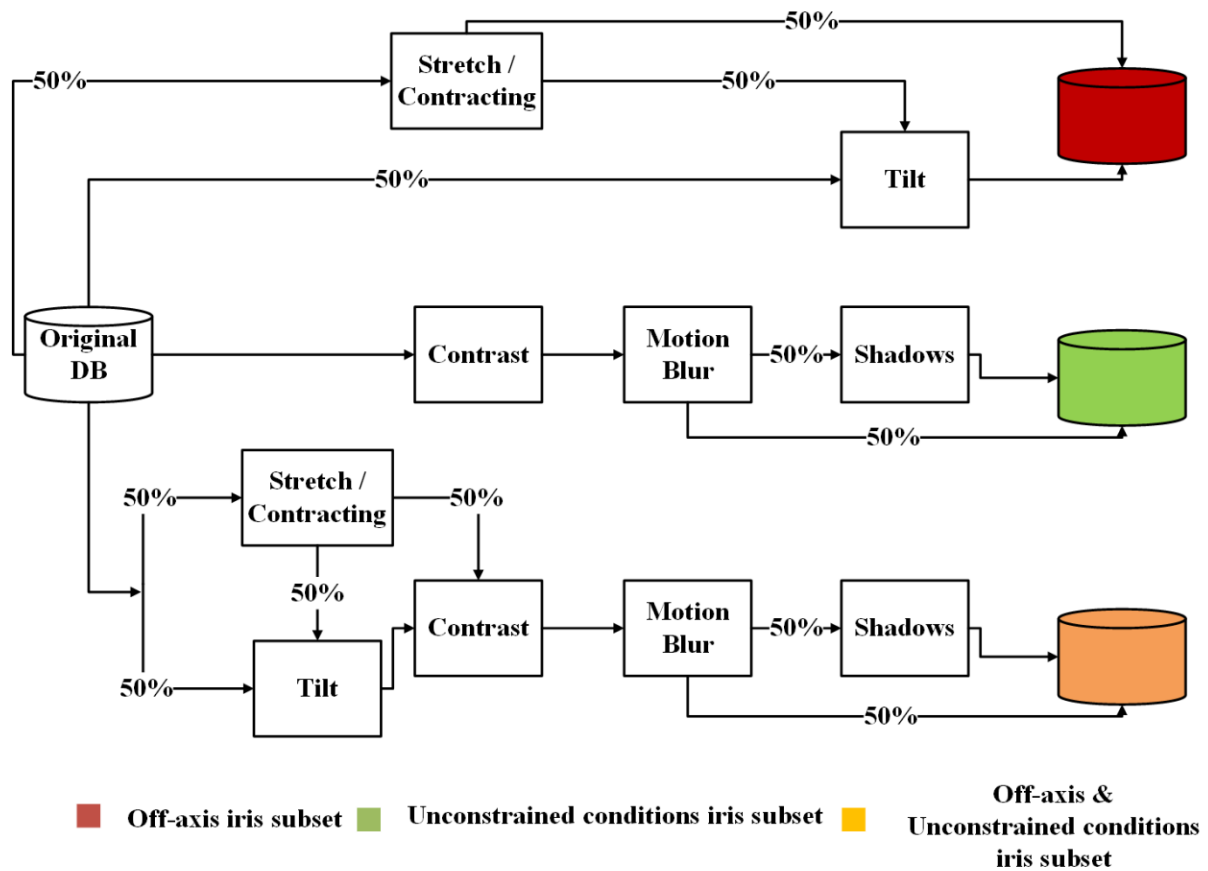 50%
50%
Stretch /
Contracting
50%
50%
Tilt
Original
DB
Contrast
Motion
Blur
50%
Shadows
50%
50%
Stretch /
Contracting
50%
50%
50%
Tilt
Contrast
Motion
Blur
50%
Shadows
50%
Off-axis iris subset
Unconstrained conditions iris subset
Off-axis &
Unconstrained conditions
iris subset